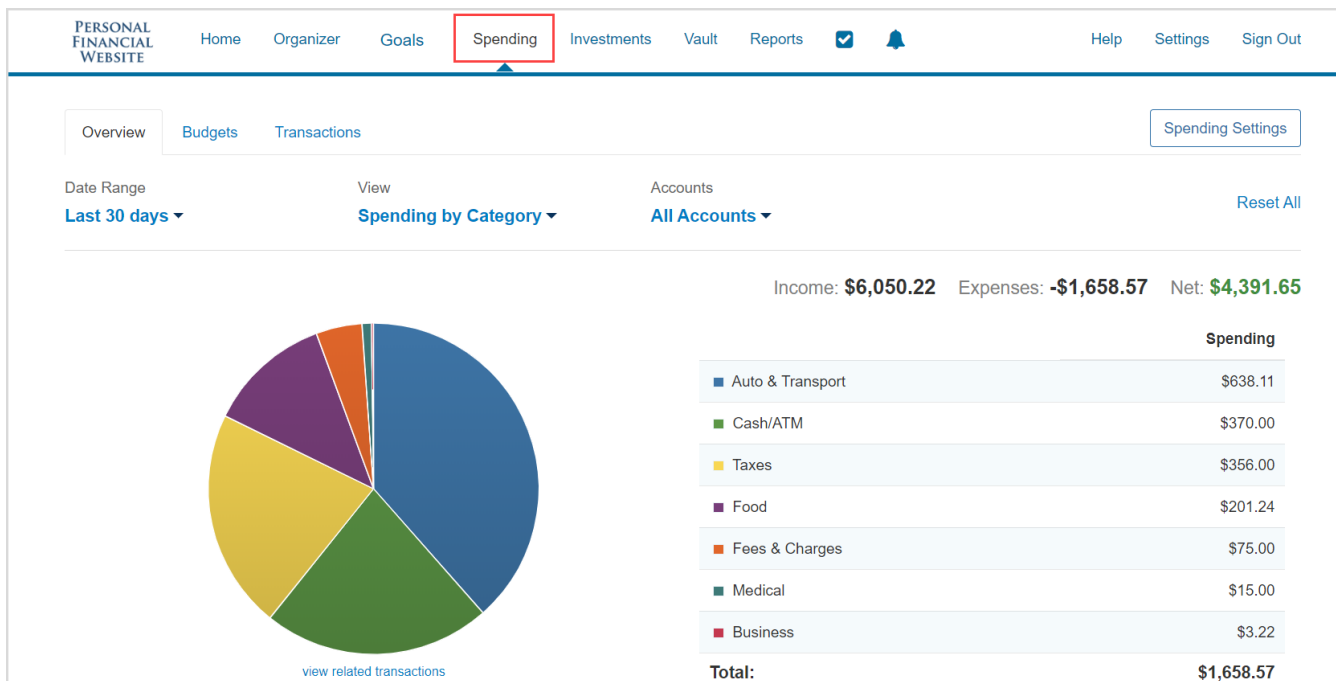 PERSONAL
FINANCIAL
WEBSITE
Home Organizer Goals Spending Investments Vault Reports Help Settings Sign Out
Overview Budgets Transactions Spending Settings
Date Range View Accounts
Last 30 days Spending by Category All Accounts Reset All
Income: $6,050.22 Expenses: -$1,658.57 Net: $4,391.65
Spending
Auto & Transport $638.11
Cash/ATM $370.00
Taxes $356.00
Food $201.24
Fees & Charges $75.00
Medical $15.00
Business $3.22
view related transactions Total: $1,658.57